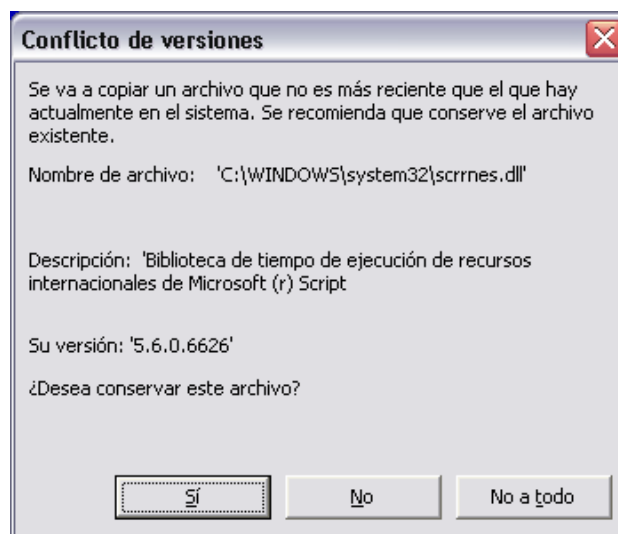 Conflicto de versiones
Se va a copiar un archivo que no es más reciente que el que hay
actualmente en el sistema. Se recomienda que conserve el archivo
existente.
Nombre de archivo: 'C:\WINDOWS\system32\scrrnes.dll'
Descripción: 'Biblioteca de tiempo de ejecución de recursos
internacionales de Microsoft (r) Script
Su versión: '5.6.0.6626'
¿Desea conservar este archivo?
Sí No No a todo